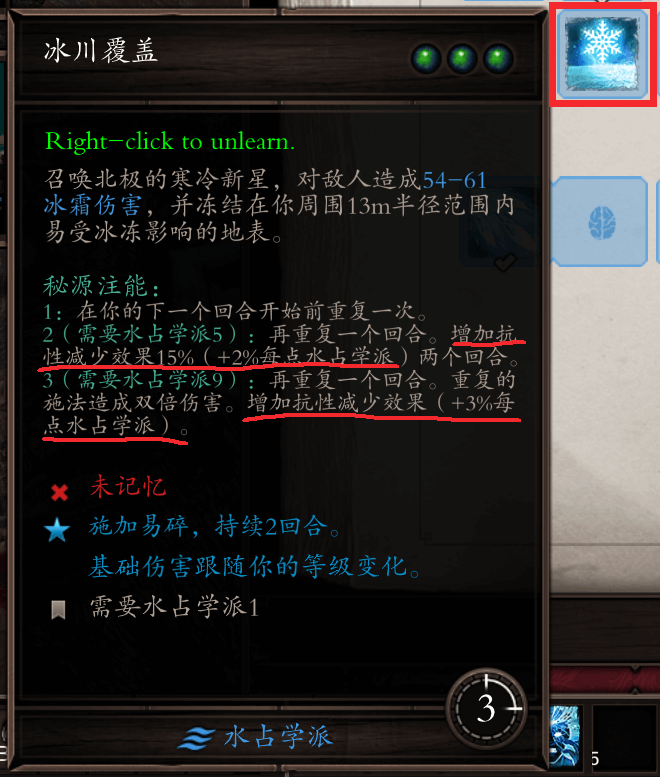 冰川覆盖
Right-click to unlearn.
召唤北极的寒冷新星，对敌人造成54-61
冰霜伤害，并冻结在你周围13m半径范围内
易受冰冻影响的地表。
秘源注能：
1：在你的下一个回合开始前重复一次。
2（需要水占学派5）：再重复一个回合。增加抗
性减少效果15%（+2%每点水占学派）两个回合。
3（需要水占学派9）：再重复一个回合。重复的
施法造成双倍伤害。增加抗性减少效果（+3%每
点水占学派）。
未记忆
施加易碎，持续2回合。
基础伤害跟随你的等级变化。
需要水占学派1
3
水占学派
5